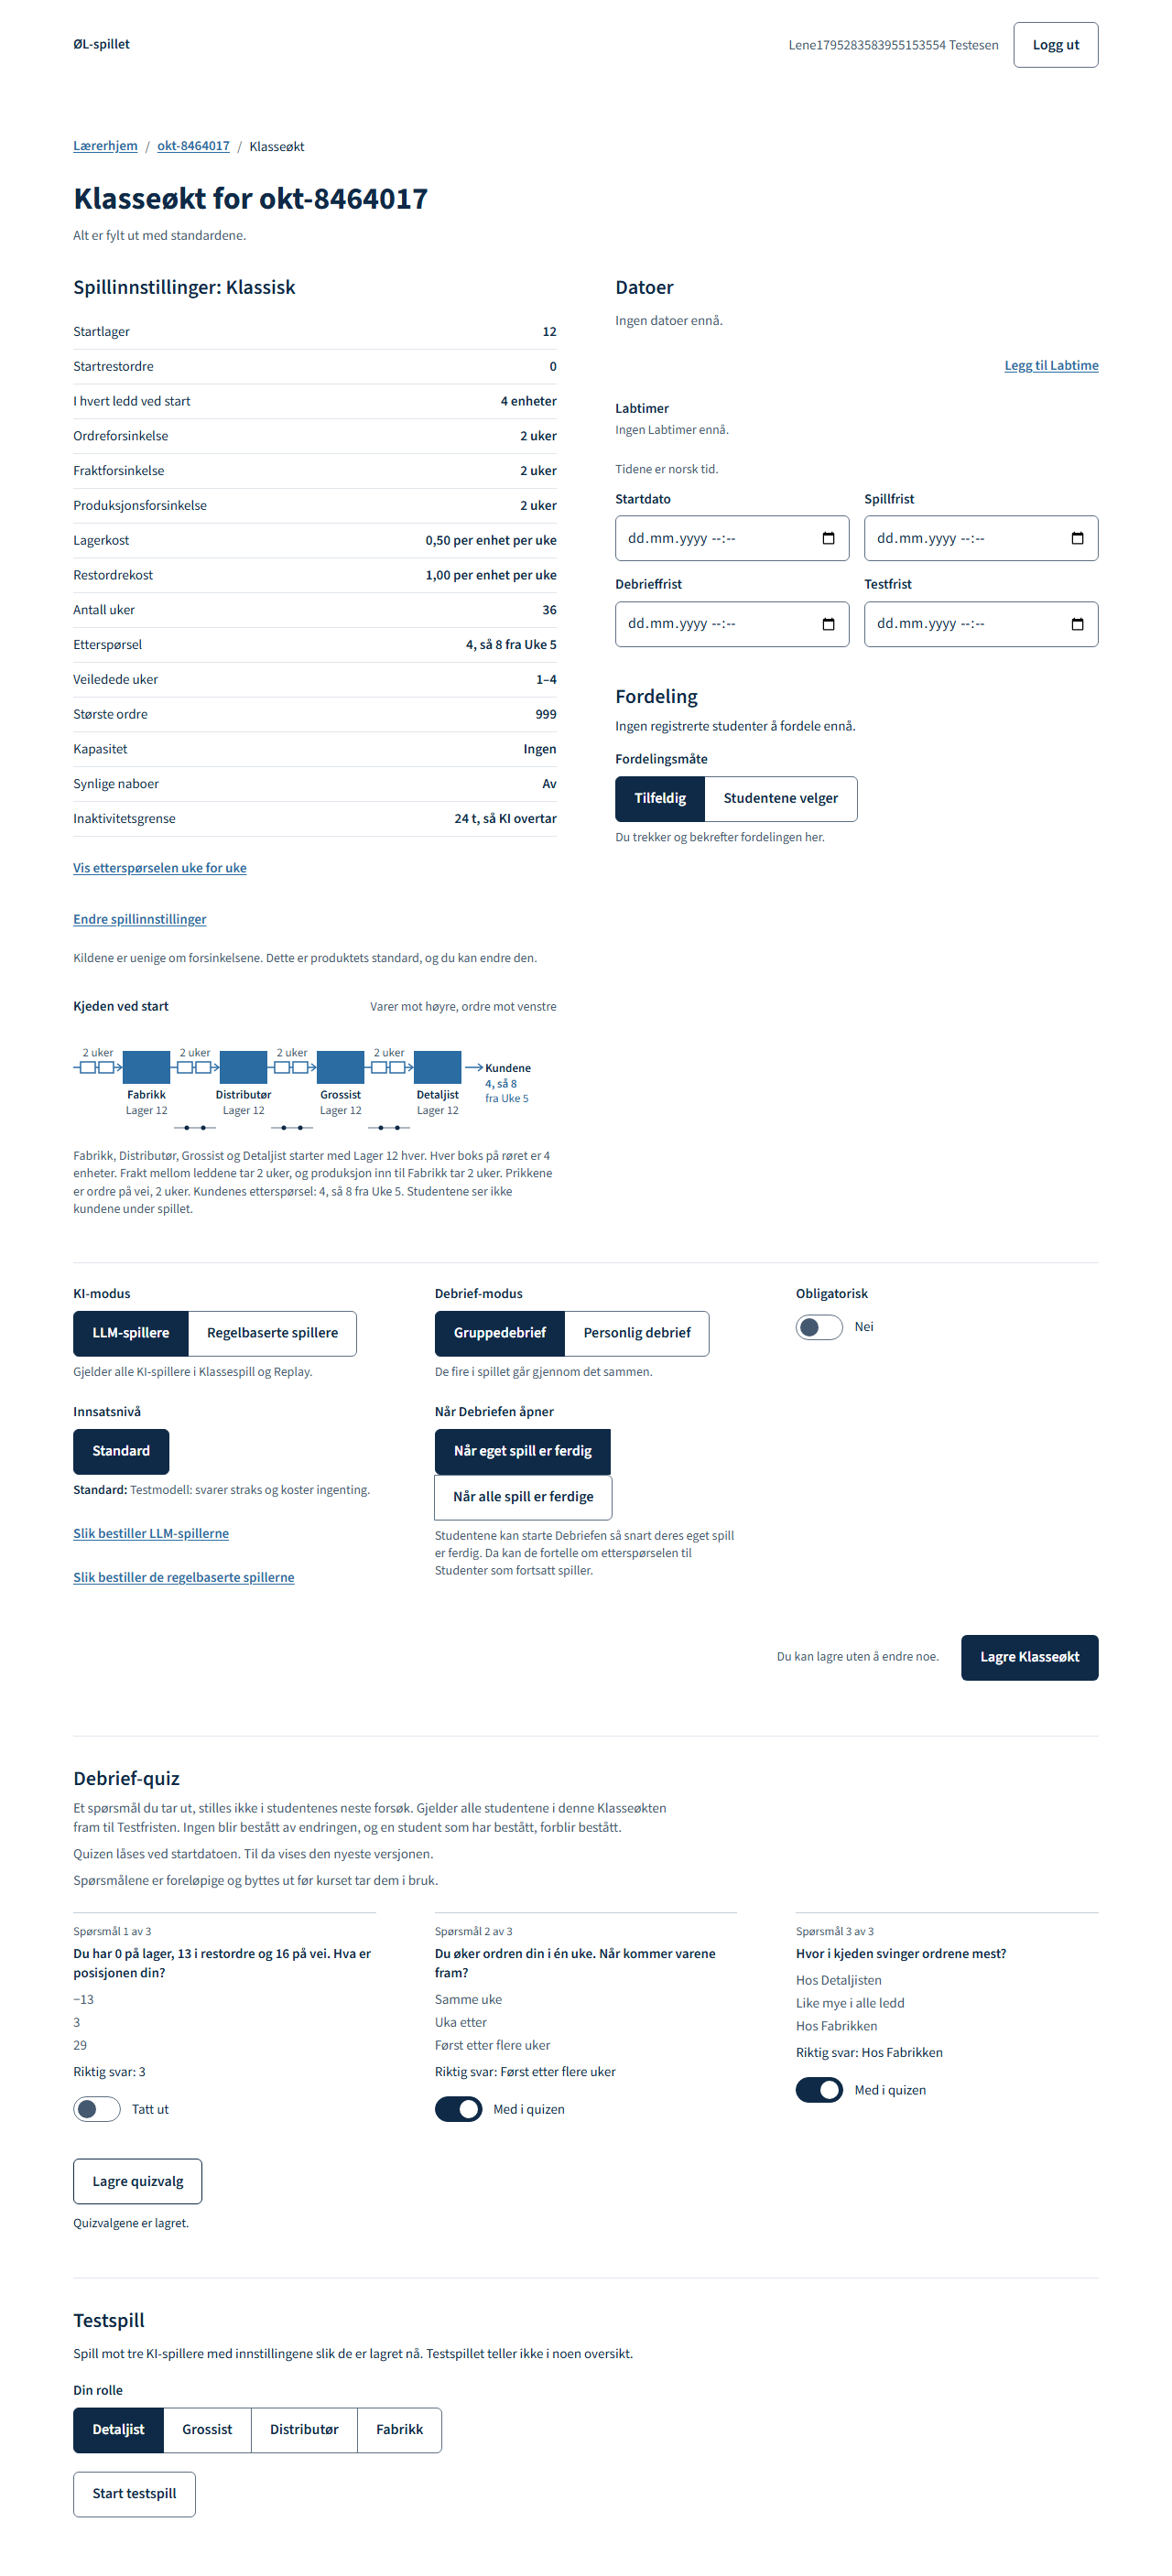 ØL-spillet
Lene1795283583955153554 Testesen
Logg ut
Lærerhjem / okt-8464017 / Klasseøkt
Klasseøkt for okt-8464017
Alt er fylt ut med standardene.
Spillinnstillinger: Klassisk
Startlager 12
Startrestordre 0
I hvert ledd ved start 4 enheter
Ordreforsinkelse 2 uker
Fraktforsinkelse 2 uker
Produksjonsforsinkelse 2 uker
Lagerkost 0,50 per enhet per uke
Restordrekost 1,00 per enhet per uke
Antall uker 36
Etterspørsel 4, så 8 fra Uke 5
Veiledede uker 1–4
Største ordre 999
Kapasitet Ingen
Synlige naboer Av
Inaktivitetsgrense 24 t, så KI overtar
Vis etterspørselen uke for uke
Endre spillinnstillinger
Kildene er uenige om forsinkelsene. Dette er produktets standard, og du kan endre den.
Kjeden ved start
Varer mot høyre, ordre mot venstre
2 uker 2 uker 2 uker 2 uker
Kundene
4, så 8
fra Uke 5
Fabrikk Distributør Grossist Detaljist
Lager 12 Lager 12 Lager 12 Lager 12
Fabrikk, Distributør, Grossist og Detaljist starter med Lager 12 hver. Hver boks på røret er 4
enheter. Frakt mellom leddene tar 2 uker, og produksjon inn til Fabrikk tar 2 uker. Prikkene
er ordre på vei, 2 uker. Kundenes etterspørsel: 4, så 8 fra Uke 5. Studentene ser ikke
kundene under spillet.
Datoer
Ingen datoer ennå.
Legg til Labtime
Labtimer
Ingen Labtimer ennå.
Tidene er norsk tid.
Startdato Spillfrist
dd.mm.yyyy --:-- dd.mm.yyyy --:--
Debrieffrist Testfrist
dd.mm.yyyy --:-- dd.mm.yyyy --:--
Fordeling
Ingen registrerte studenter å fordele ennå.
Fordelingsmåte
Tilfeldig Studentene velger
Du trekker og bekrefter fordelingen her.
KI-modus
LLM-spillere Regelbaserte spillere
Gjelder alle KI-spillere i Klassespill og Replay.
Innsatsnivå
Standard
Standard: Testmodell: svarer straks og koster ingenting.
Slik bestiller LLM-spillerne
Slik bestiller de regelbaserte spillerne
Debrief-modus
Gruppedebrief Personlig debrief
De fire i spillet går gjennom det sammen.
Når Debriefen åpner
Når eget spill er ferdig
Når alle spill er ferdige
Studentene kan starte Debriefen så snart deres eget spill
er ferdig. Da kan de fortelle om etterspørselen til
Studenter som fortsatt spiller.
Obligatorisk
Nei
Du kan lagre uten å endre noe.
Lagre Klasseøkt
Debrief-quiz
Et spørsmål du tar ut, stilles ikke i studentenes neste forsøk. Gjelder alle studentene i denne Klasseøkten
fram til Testfristen. Ingen blir bestått av endringen, og en student som har bestått, forblir bestått.
Quizen låses ved startdatoen. Til da vises den nyeste versjonen.
Spørsmålene er foreløpige og byttes ut før kurset tar dem i bruk.
Spørsmål 1 av 3
Du har 0 på lager, 13 i restordre og 16 på vei. Hva er
posisjonen din?
−13
3
29
Riktig svar: 3
Tatt ut
Spørsmål 2 av 3
Du øker ordren din i én uke. Når kommer varene
fram?
Samme uke
Uka etter
Først etter flere uker
Riktig svar: Først etter flere uker
Med i quizen
Spørsmål 3 av 3
Hvor i kjeden svinger ordrene mest?
Hos Detaljisten
Like mye i alle ledd
Hos Fabrikken
Riktig svar: Hos Fabrikken
Med i quizen
Lagre quizvalg
Quizvalgene er lagret.
Testspill
Spill mot tre KI-spillere med innstillingene slik de er lagret nå. Testspillet teller ikke i noen oversikt.
Din rolle
Detaljist Grossist Distributør Fabrikk
Start testspill